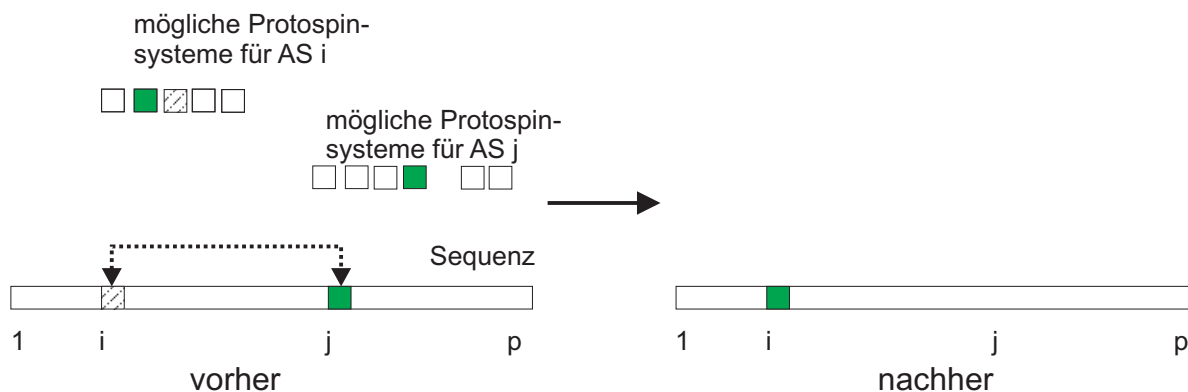 mögliche Protospin-
systeme für AS i
mögliche Protospin-
systeme für AS j
Sequenz
1 i j p
vorher
1 i j p
nachher